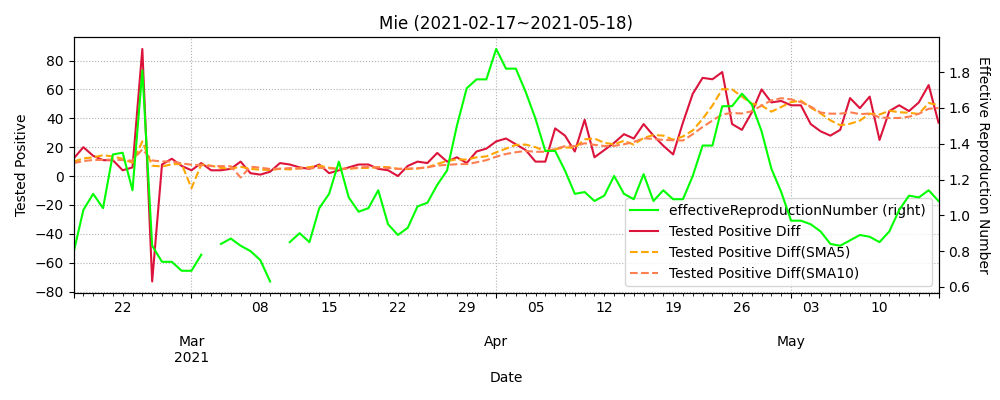 Mie (2021-02-17~2021-05-18)
Tested Positive
80
60
40
20
0
−20
−40
−60
−80
1.8
1.6
1.4
1.2
1.0
0.8
0.6
Effective Reproduction Number
effectiveReproductionNumber (right)
Tested Positive Diff
Tested Positive Diff(SMA5)
Tested Positive Diff(SMA10)
22 08 15 22 29 05 12 19 26 03 10
Mar Apr May
2021
Date